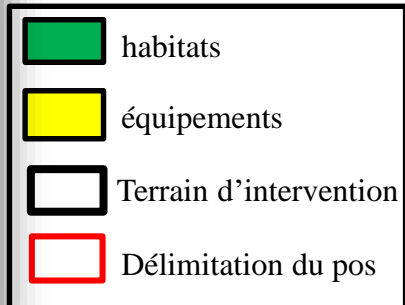 habitats
équipements
Terrain d’intervention
Délimitation du pos